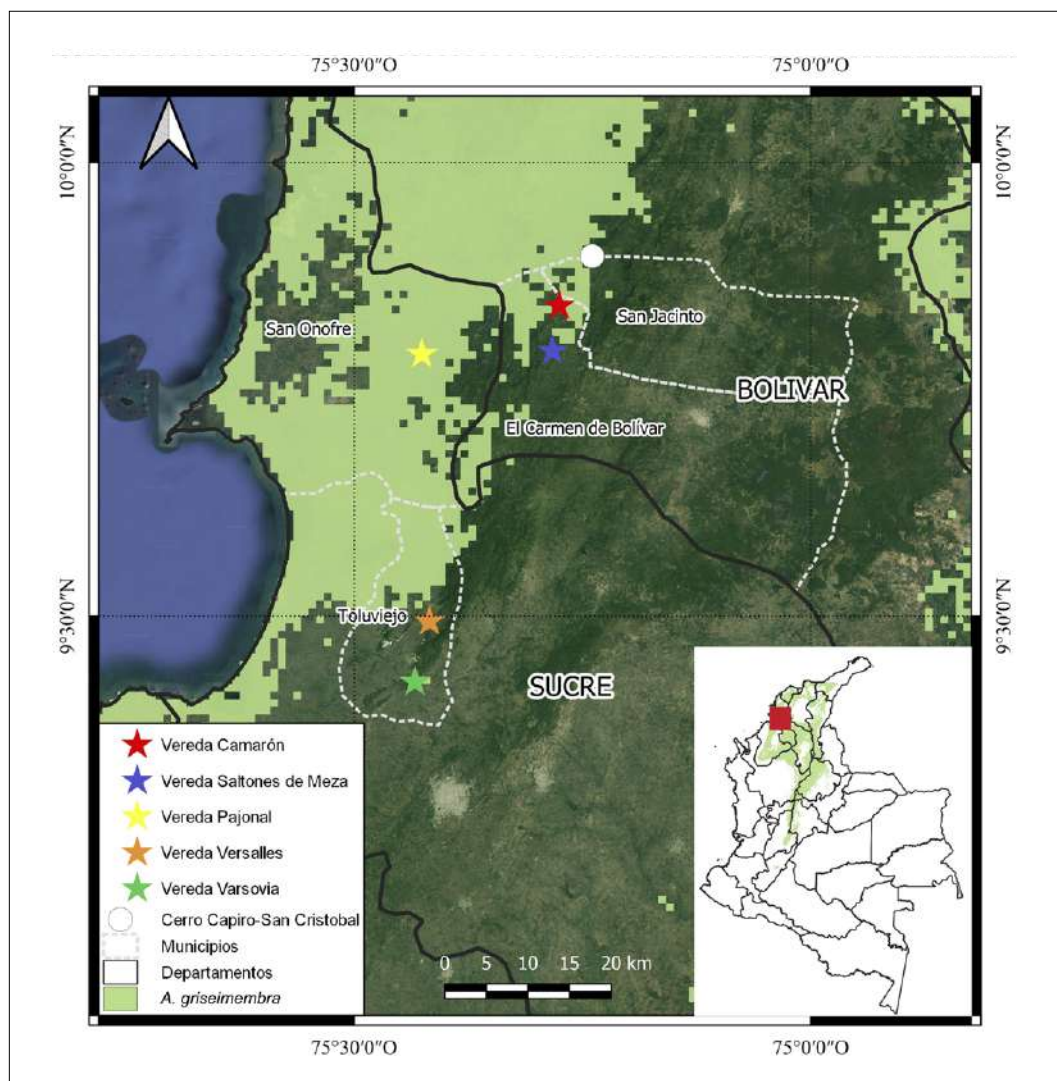 75°30'0"O 75°0'0"O
10°0'0"N 10°0'0"N
San Onofre
San Jacinto
BOLIVAR
El Carmen de Bolívar
9°30'0"N 9°30'0"N
Toluviejo
SUCRE
Vereda Camarón
Vereda Saltones de Meza
Vereda Pajonal
Vereda Versalles
Vereda Varsovia
Cerro Capiro-San Cristobal
Municipios
Departamentos
A. griseimembra
0 5 10 15 20 km
75°30'0"O 75°0'0"O